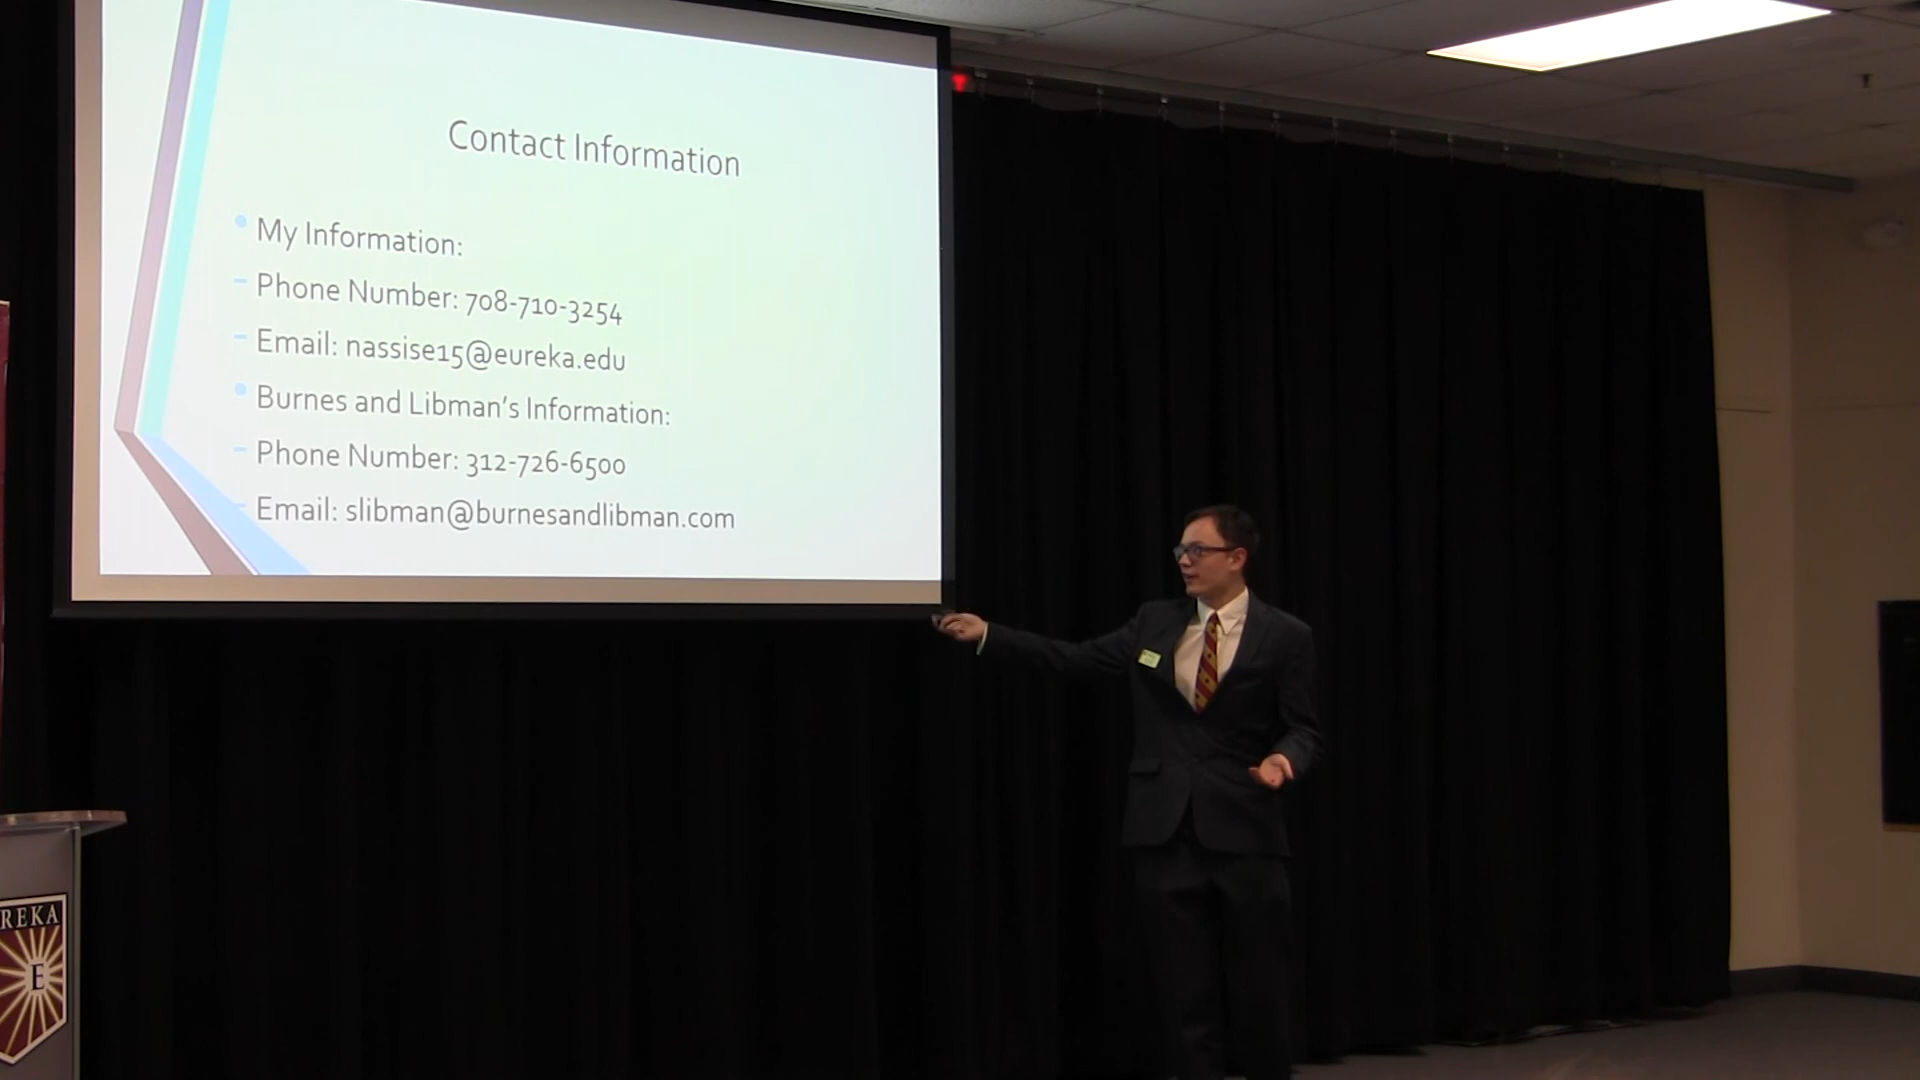 Contact Information
My Information:
Phone Number: 708-710-3254
Email: nassise15@eureka.edu
Burnes and Libman's Information:
Phone Number: 312-726-6500
Email: slibman@burnesandlibman.com
REKA
E